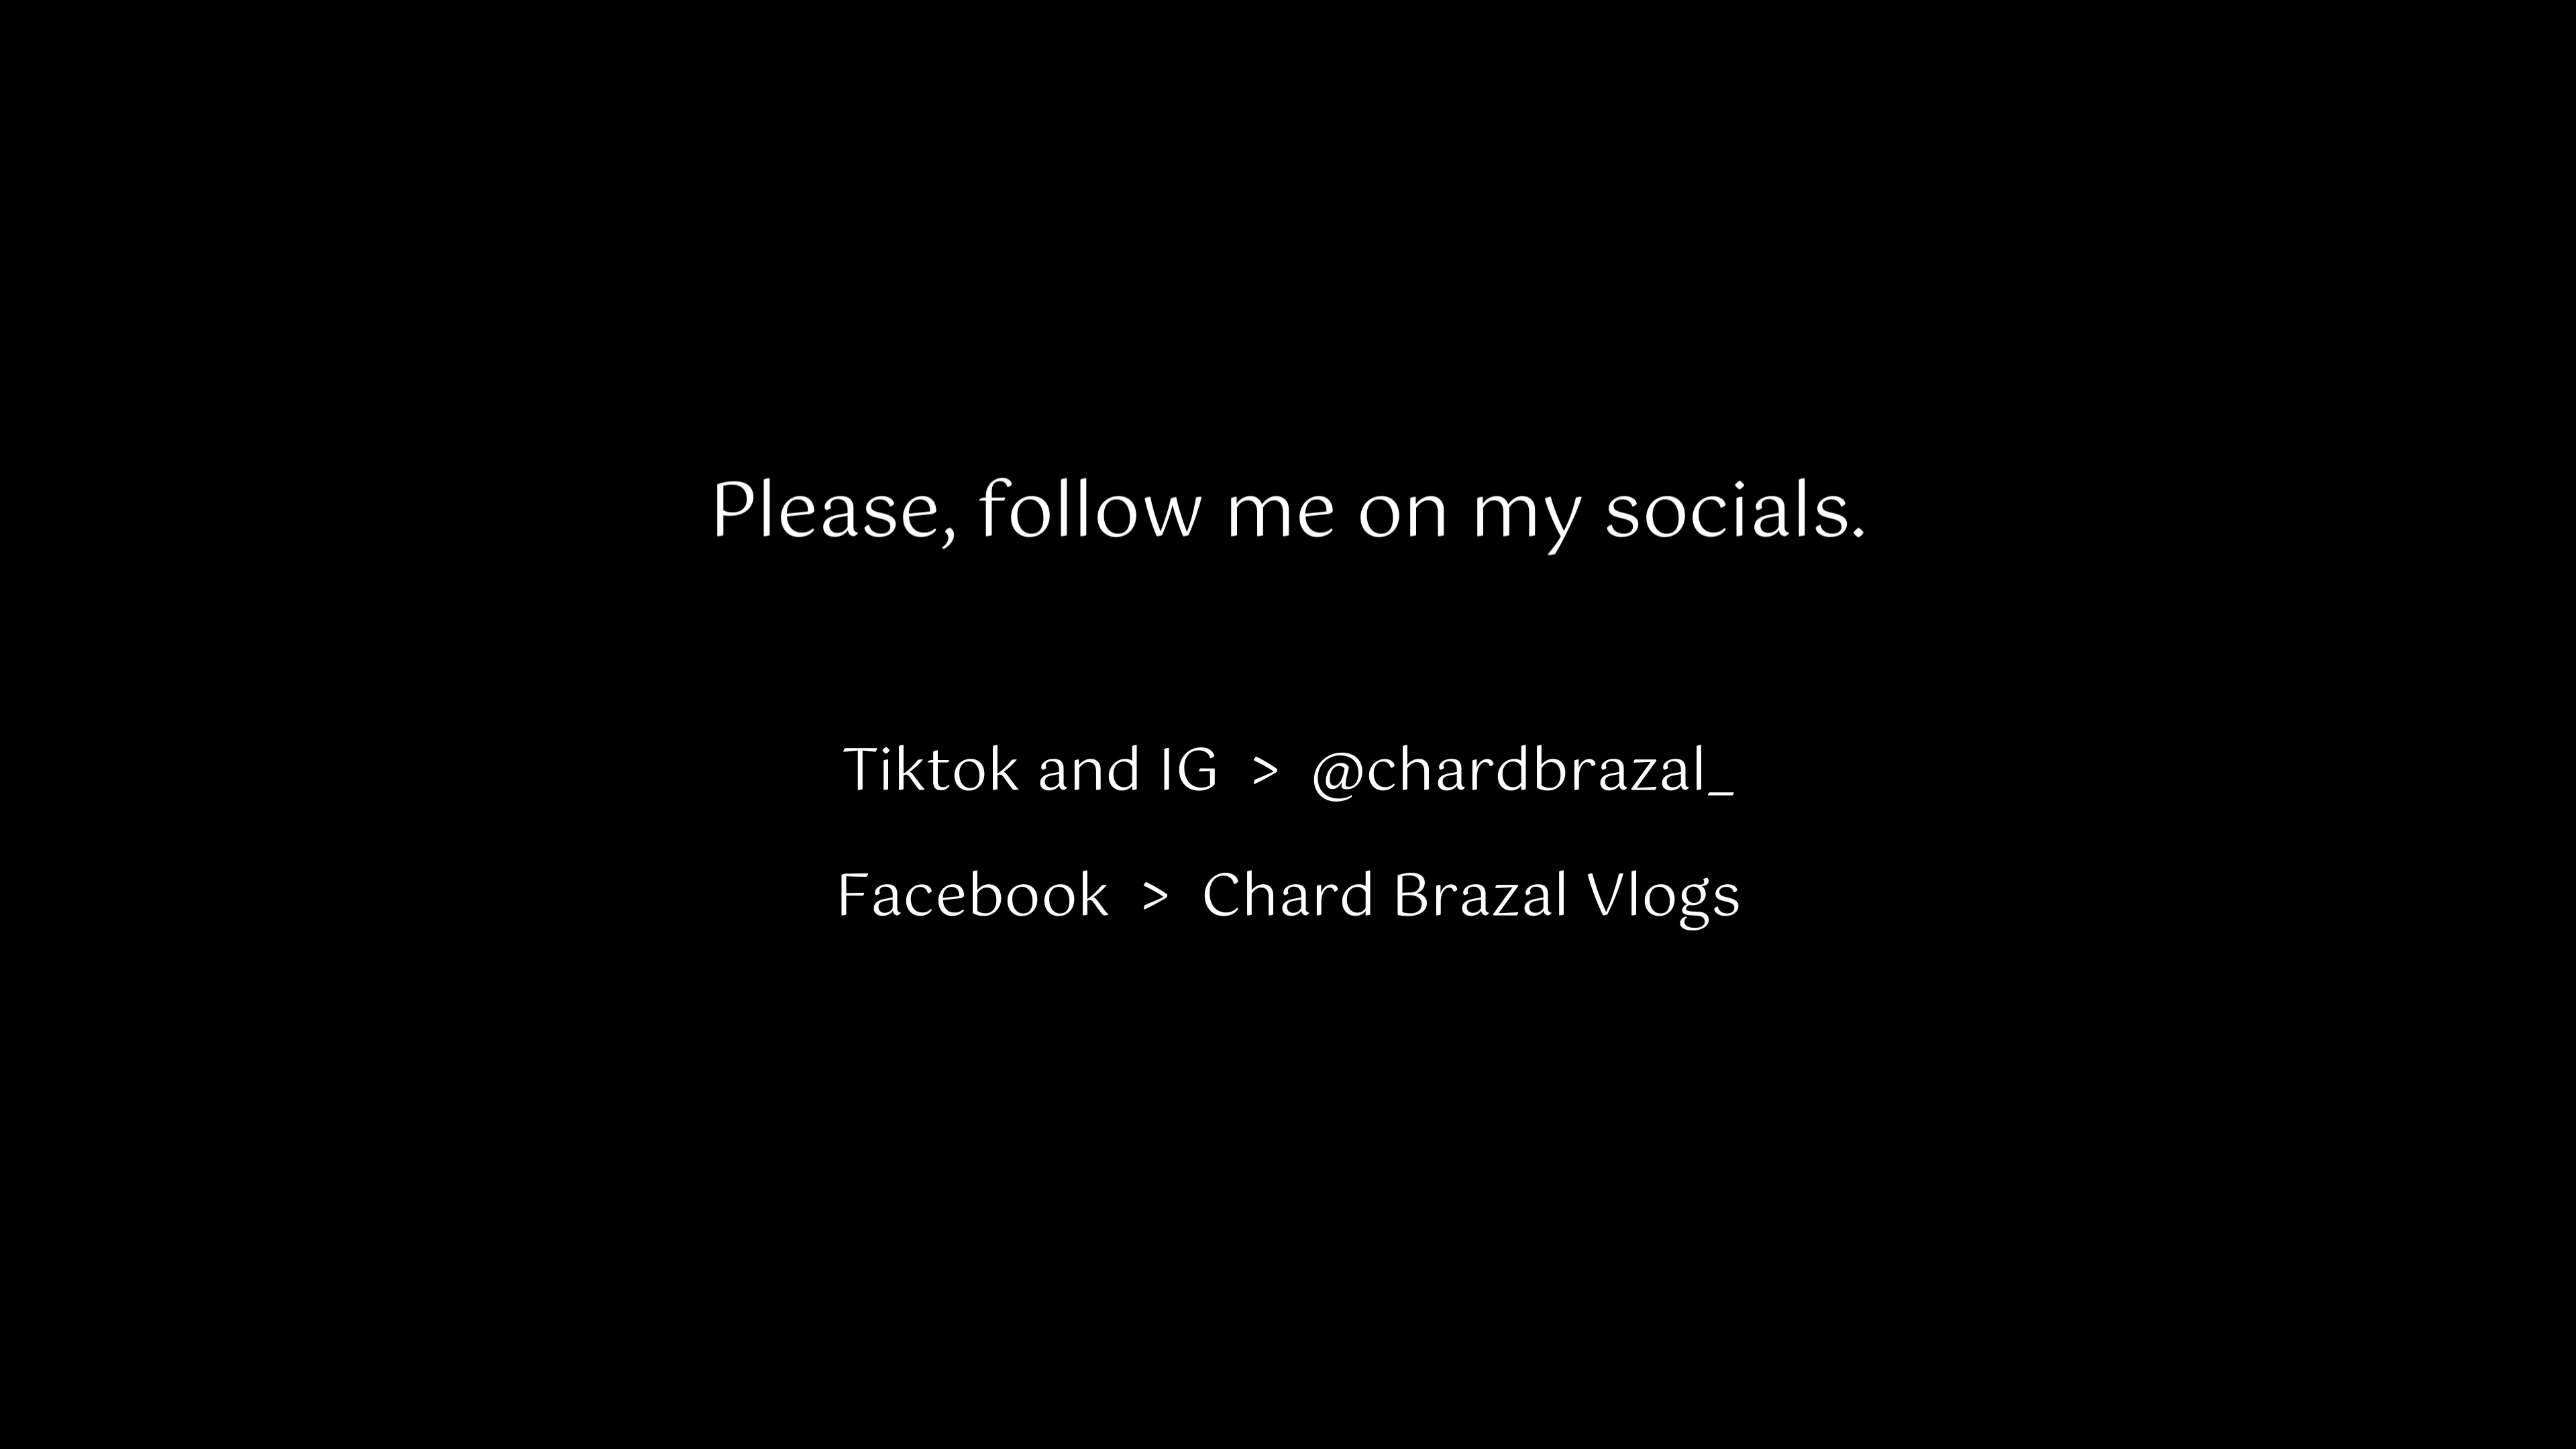 Please, follow me on my socials.
Tiktok and IG > @chardbrazal_
Facebook > Chard Brazal Vlogs